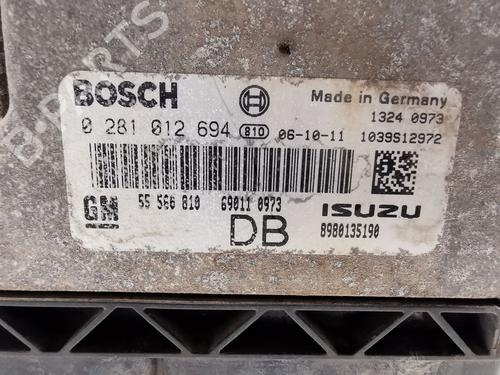 B-PARTS
BOSCH
Made in Germany
1324 0973
0 281 012 694 810 06-10-11 1039S12972
GM 55 566 810 69011 0973 ISUZU
DB 8980135190